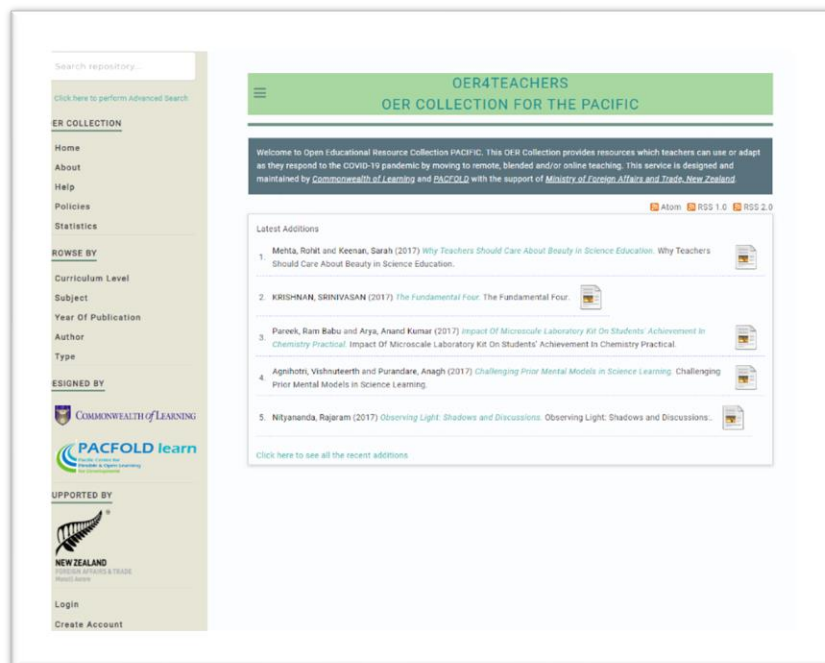 Search repository...
Click here to perform Advanced Search
ER COLLECTION
Home
About
Help
Policies
Statistics
ROWSE BY
Curriculum Level
Subject
Year Of Publication
Author
Type
ESIGNED BY
COMMONWEALTH of LEARNING
PACFOLD learn
Pacific Centre for
Flexible & Open Learning
for Development
UPPORTED BY
NEW ZEALAND
FOREIGN AFFAIRS & TRADE
Login
Create Account
OER4TEACHERS
OER COLLECTION FOR THE PACIFIC
Welcome to Open Educational Resource Collection PACIFIC. This OER Collection provides resources which teachers can use or adapt
as they respond to the COVID-19 pandemic by moving to remote, blended and/or online teaching. This service is designed and
maintained by Commonwealth of Learning and PACFOLD with the support of Ministry of Foreign Affairs and Trade, New Zealand.
Atom RSS 1.0 RSS 2.0
Latest Additions
1. Mehta, Rohit and Keenan, Sarah (2017) Why Teachers Should Care About Beauty in Science Education. Why Teachers
Should Care About Beauty in Science Education.
2. KRISHNAN, SRINIVASAN (2017) The Fundamental Four. The Fundamental Four.
3. Pareek, Ram Babu and Arya, Anand Kumar (2017) Impact Of Microscale Laboratory Kit On Students' Achievement In
Chemistry Practical. Impact Of Microscale Laboratory Kit On Students' Achievement In Chemistry Practical.
4. Agnihotri, Vishnuteerth and Purandare, Anagh (2017) Challenging Prior Mental Models in Science Learning. Challenging
Prior Mental Models in Science Learning.
5. Nityananda, Rajaram (2017) Observing Light: Shadows and Discussions. Observing Light: Shadows and Discussions:.
Click here to see all the recent additions